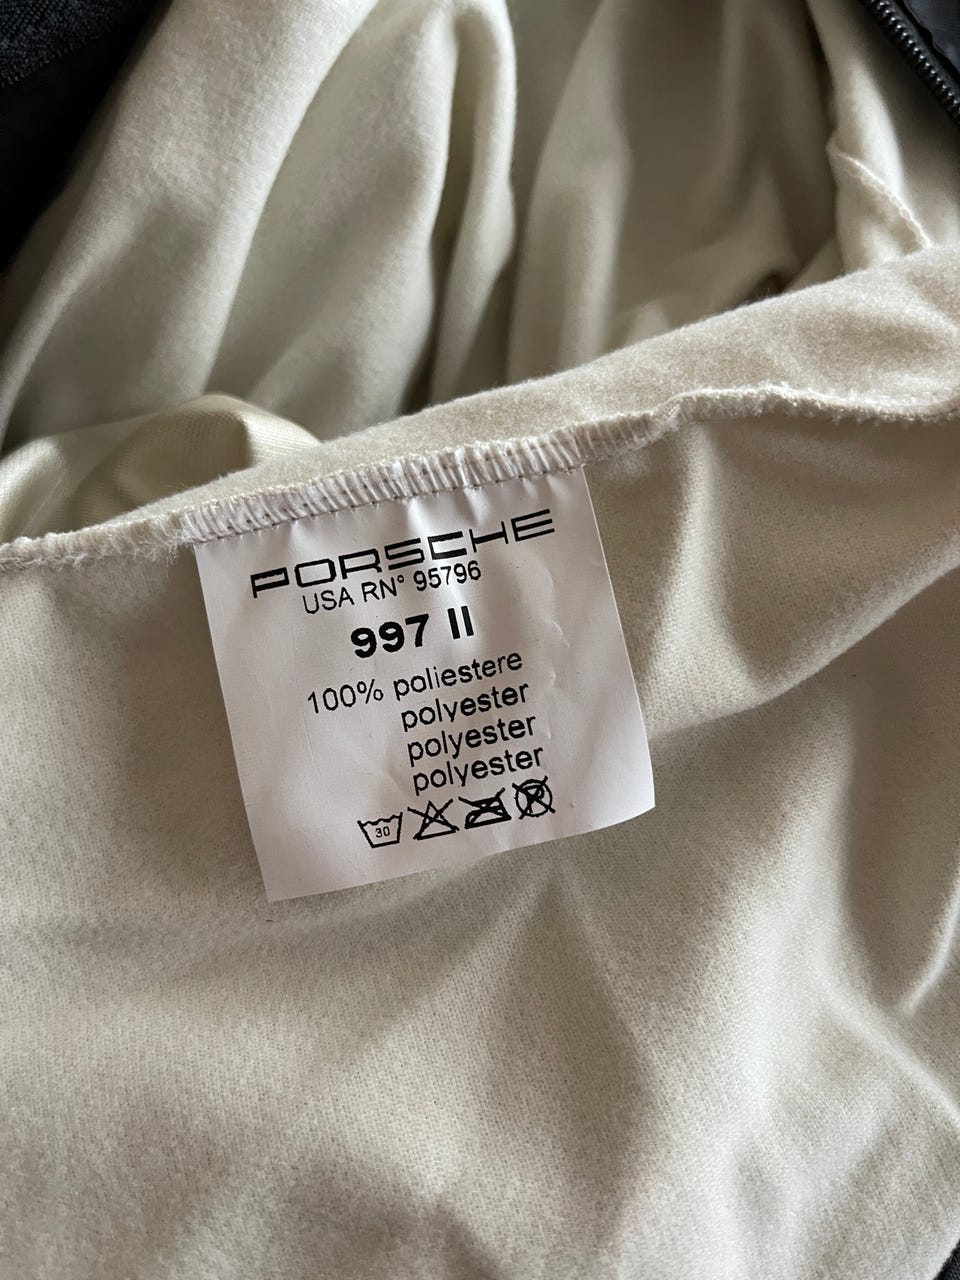 PORSCHE
USA RN° 95796
997 II
100% poliestere
polyester
polyester
polyester
30